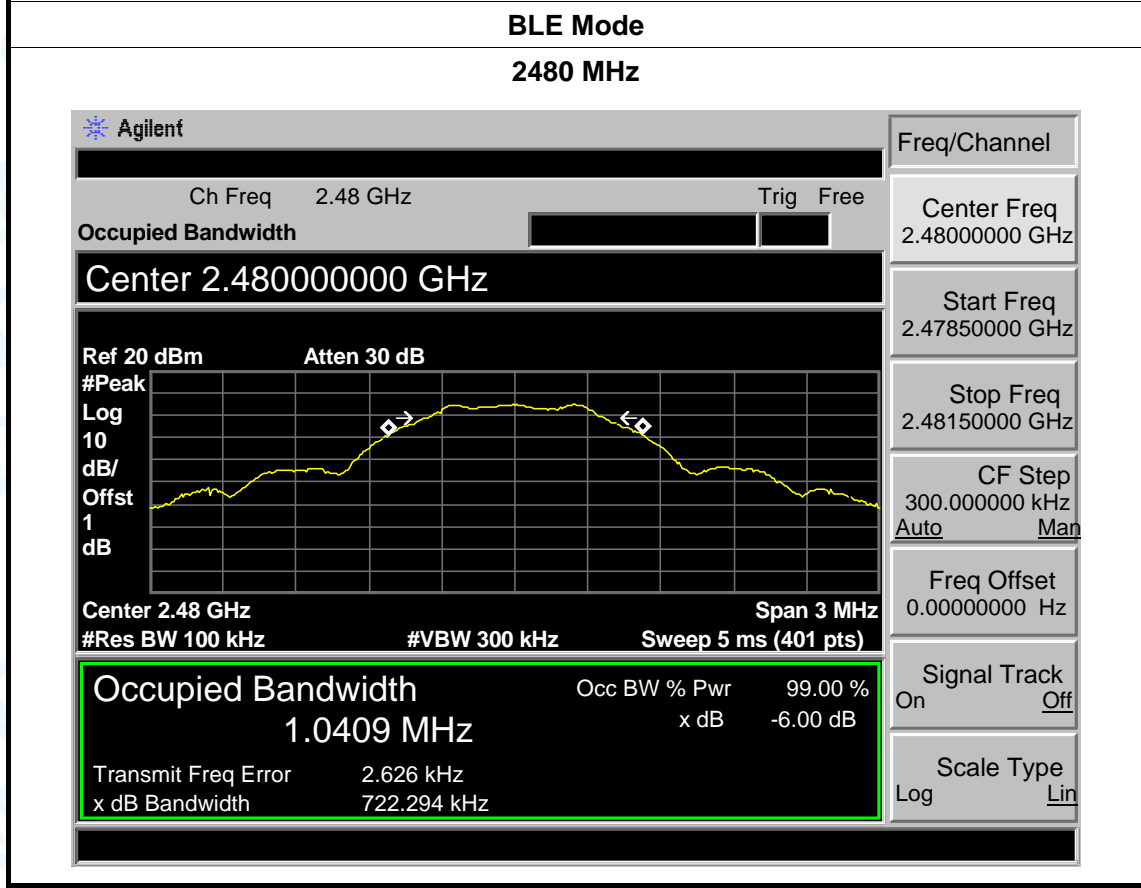 BLE Mode
2480 MHz
Agilent
Freq/Channel
Ch Freq 2.48 GHz Trig Free
Occupied Bandwidth
Center 2.480000000 GHz
Ref 20 dBm Atten 30 dB
#Peak
Log
10
dB/
Offst
1
dB
Center 2.48 GHz Span 3 MHz
#Res BW 100 kHz #VBW 300 kHz Sweep 5 ms (401 pts)
Occupied Bandwidth Occ BW % Pwr 99.00 %
1.0409 MHz x dB -6.00 dB
Transmit Freq Error 2.626 kHz
x dB Bandwidth 722.294 kHz
Center Freq
2.48000000 GHz
Start Freq
2.47850000 GHz
Stop Freq
2.48150000 GHz
CF Step
300.000000 kHz
Auto Man
Freq Offset
0.00000000 Hz
Signal Track
On Off
Scale Type
Log Lin